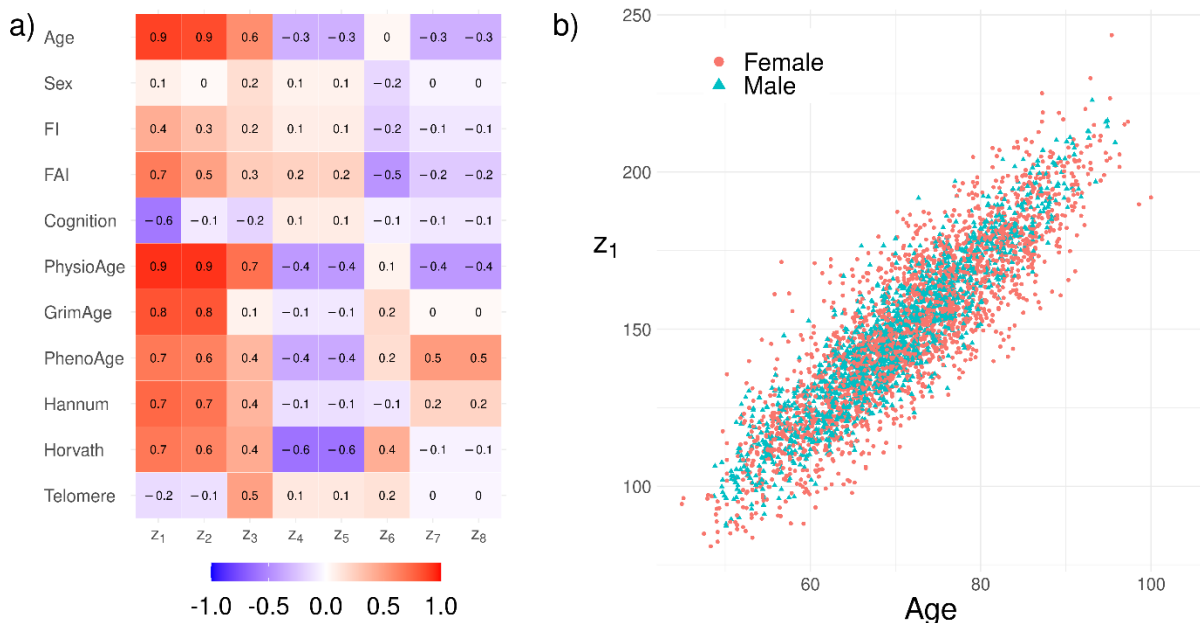 a)
Age 0.9 0.9 0.6 −0.3 −0.3 0 −0.3 −0.3
Sex 0.1 0 0.2 0.1 0.1 −0.2 0 0
FI 0.4 0.3 0.2 0.1 0.1 −0.2 −0.1 −0.1
FAI 0.7 0.5 0.3 0.2 0.2 −0.5 −0.2 −0.2
Cognition −0.6 −0.1 −0.2 0.1 0.1 −0.1 −0.1 −0.1
PhysioAge 0.9 0.9 0.7 −0.4 −0.4 0.1 −0.4 −0.4
GrimAge 0.8 0.8 0.1 −0.1 −0.1 0.2 0 0
PhenoAge 0.7 0.6 0.4 −0.4 −0.4 0.2 0.5 0.5
Hannum 0.7 0.7 0.4 −0.1 −0.1 −0.1 0.2 0.2
Horvath 0.7 0.6 0.4 −0.6 −0.6 0.4 −0.1 −0.1
Telomere −0.2 −0.1 0.5 0.1 0.1 0.2 0 0
z₁ z₂ z₃ z₄ z₅ z₆ z₇ z₈
-1.0 -0.5 0.0 0.5 1.0
b)
250
200
z₁
150
100
Female
Male
60 80 100
Age